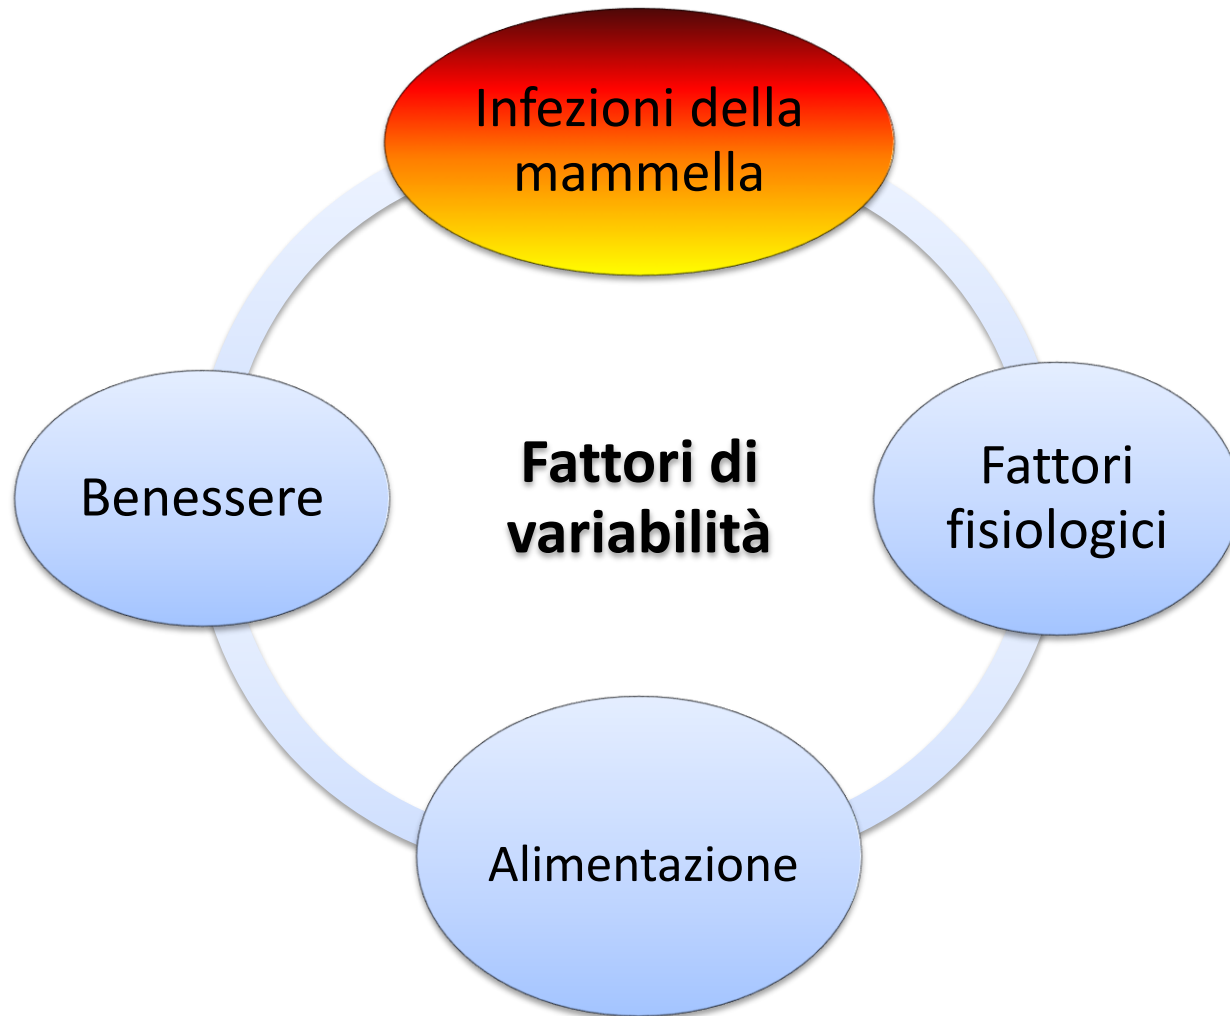 Infezioni della
mammella
Benessere
Fattori di
variabilità
Fattori
fisiologici
Alimentazione